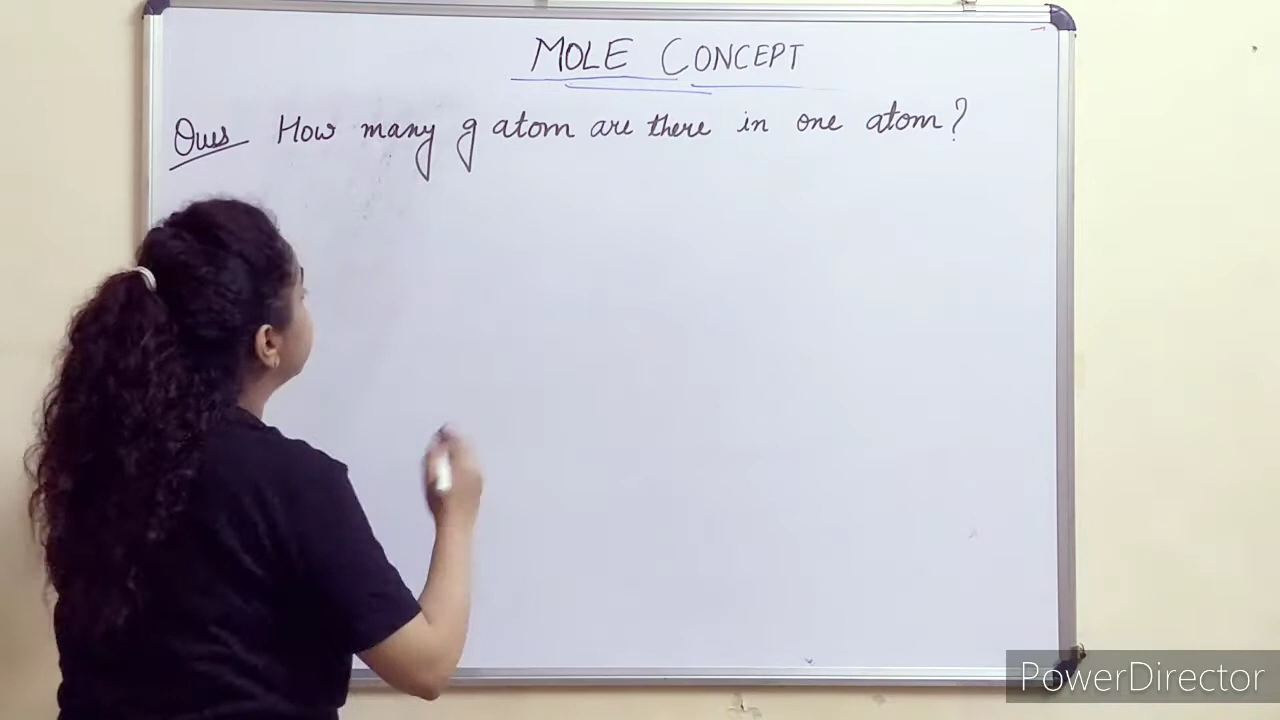 MOLE CONCEPT
Ques How many g atom are there in one atom?
PowerDirector